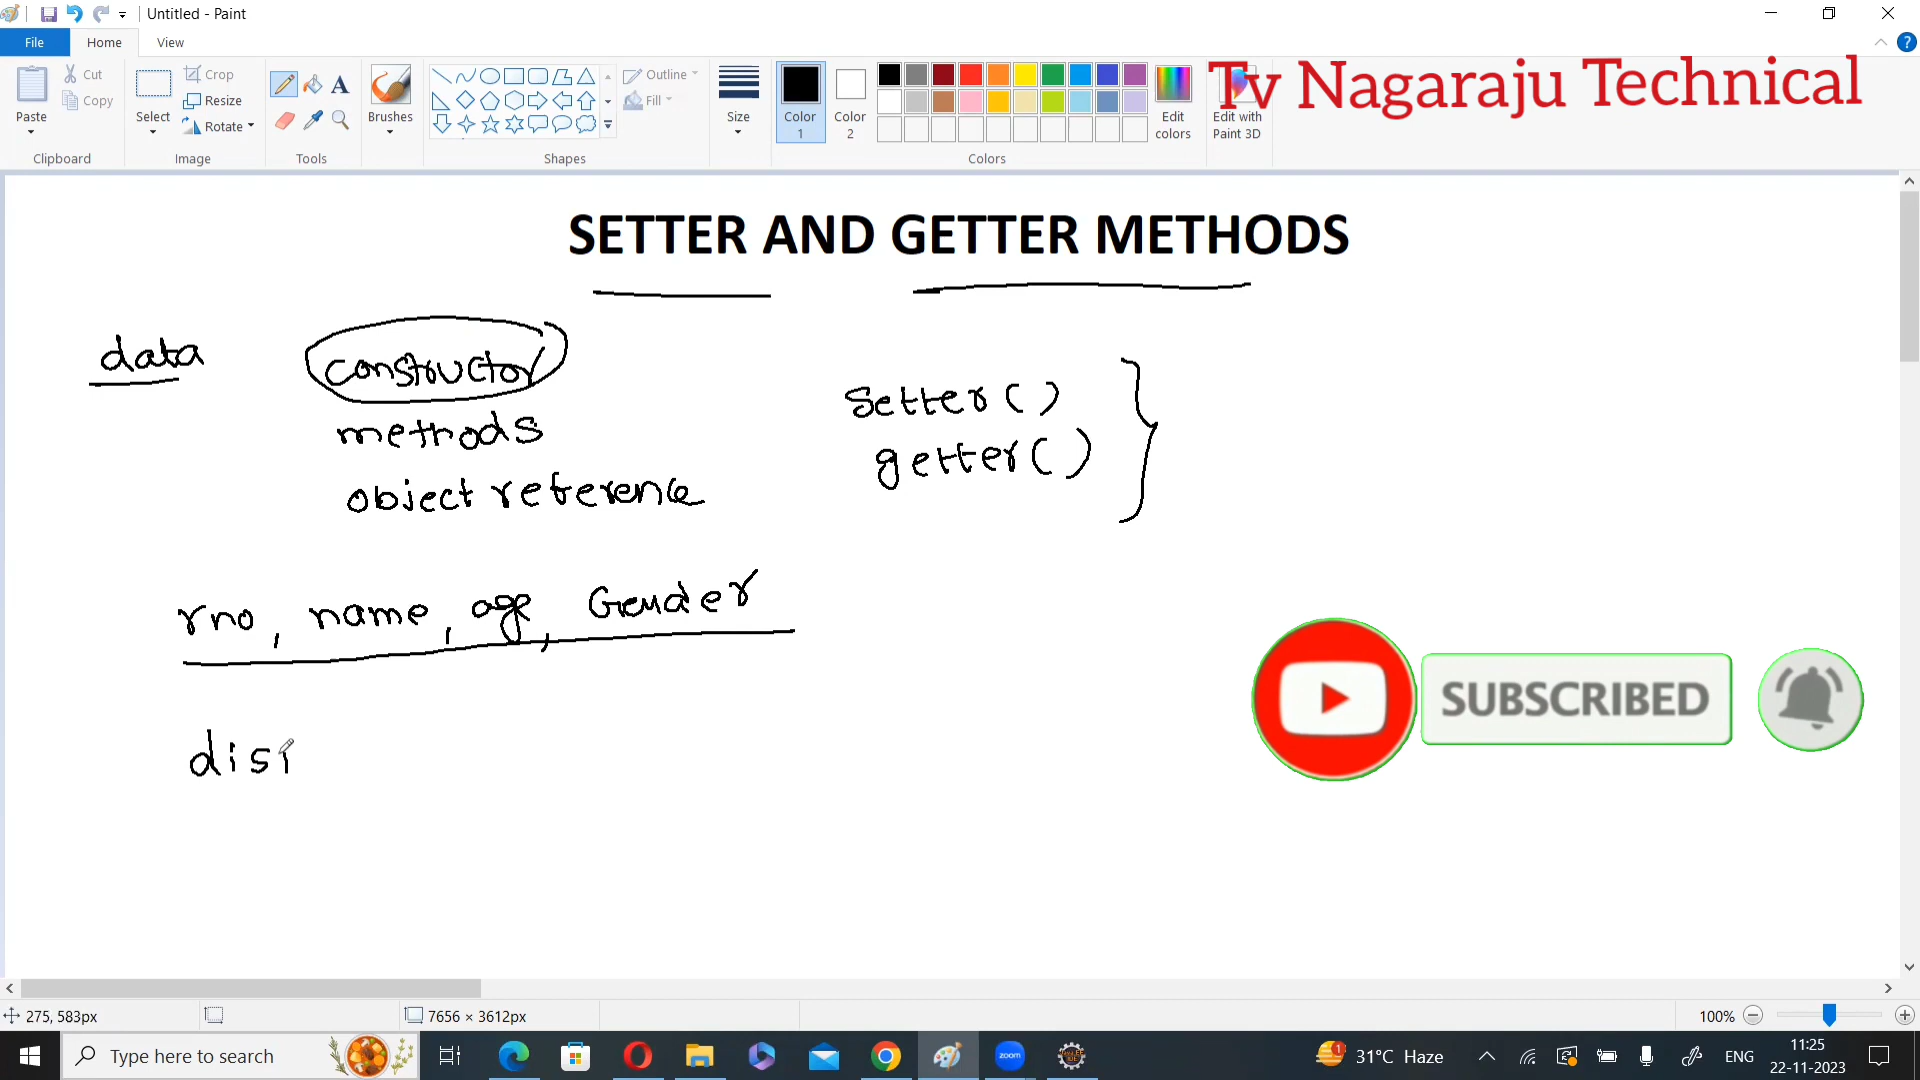 Untitled - Paint
File Home View
Paste
Cut
Copy
Clipboard
Select
Crop
Resize
Rotate
Image
Tools
Brushes
Shapes
Outline
Fill
Size
Color 1
Color 2
Colors
Edit colors
Edit with Paint 3D
Tv Nagaraju Technical
SETTER AND GETTER METHODS
data
constructor
methods
object reference
Setter ( )
getter ( )
rno, name, age, Gender
SUBSCRIBED
275, 583px
7656 × 3612px
100%
Type here to search
zoom
1
31°C Haze
ENG
11:25
22-11-2023